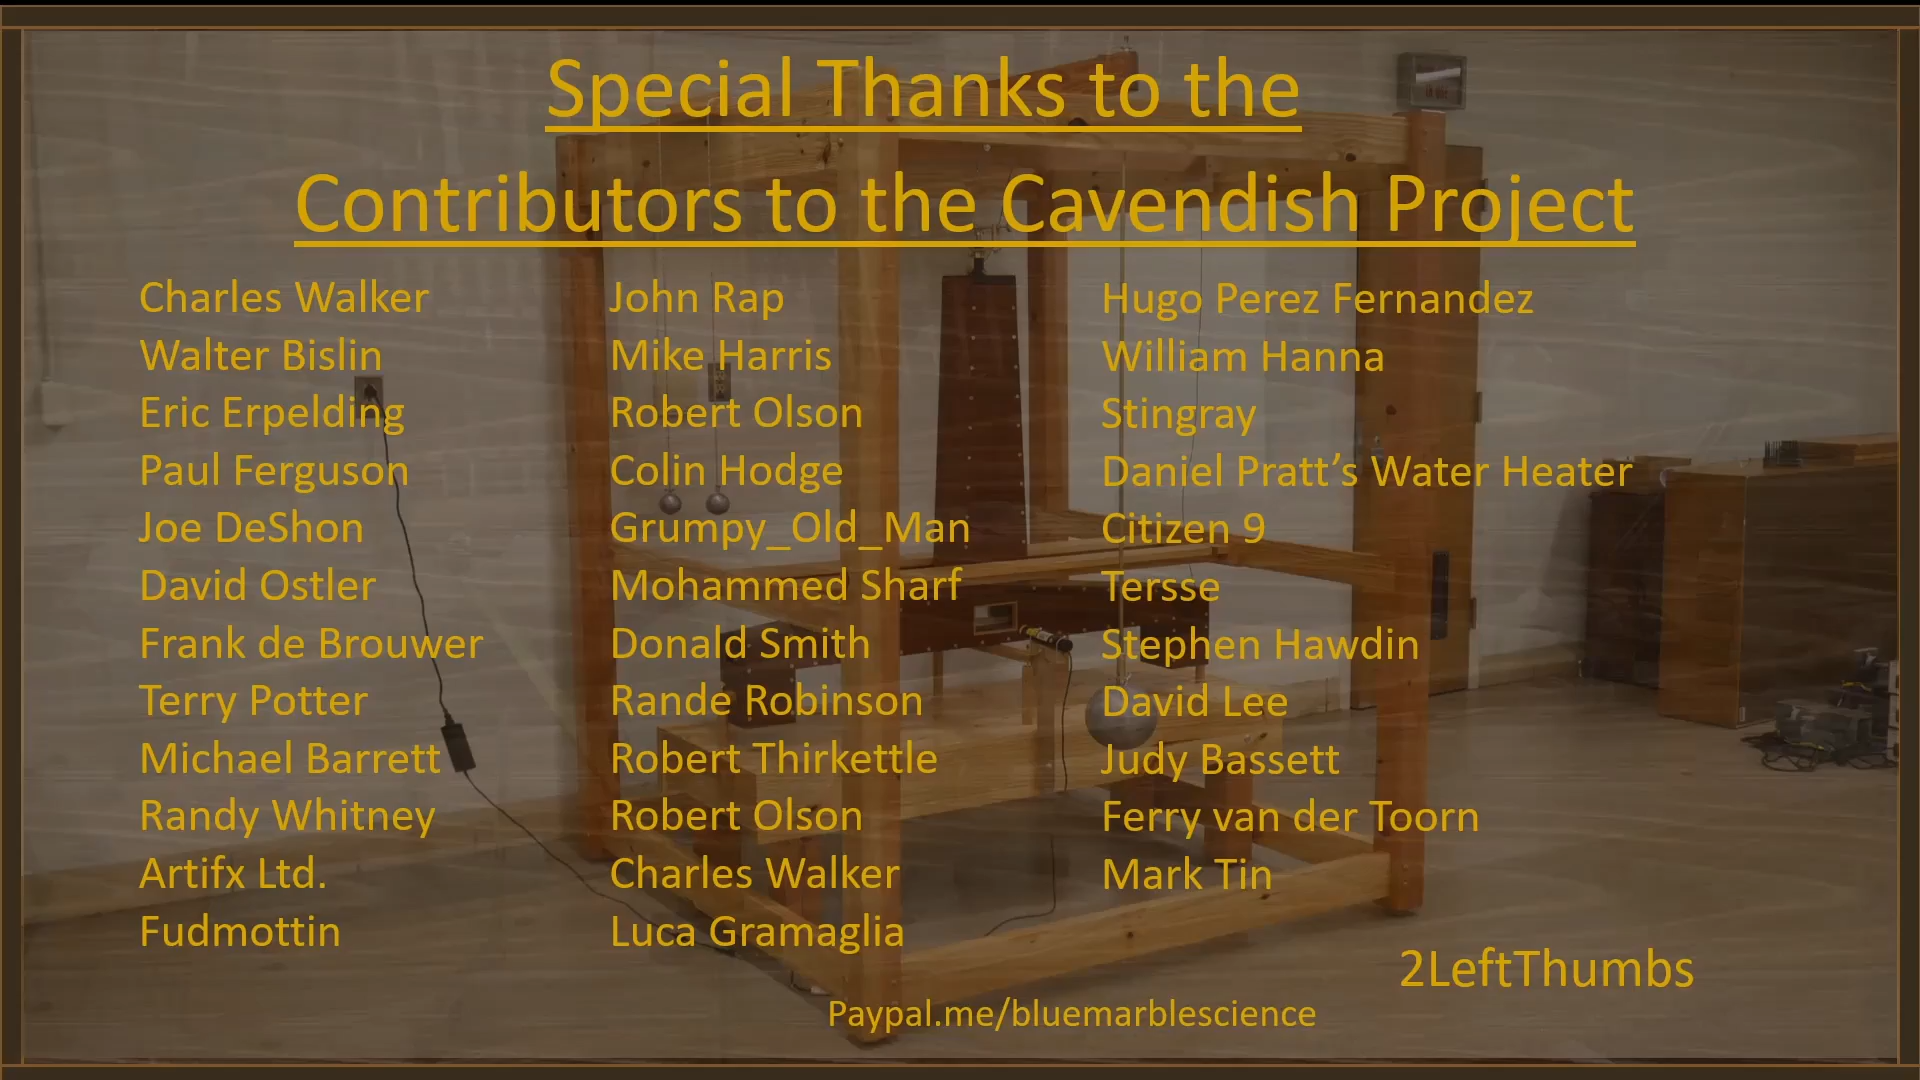 Special Thanks to the
Contributors to the Cavendish Project
Charles Walker
Walter Bislin
Eric Erpelding
Paul Ferguson
Joe DeShon
David Ostler
Frank de Brouwer
Terry Potter
Michael Barrett
Randy Whitney
Artifx Ltd.
Fudmottin
John Rap
Mike Harris
Robert Olson
Colin Hodge
Grumpy_Old_Man
Mohammed Sharf
Donald Smith
Rande Robinson
Robert Thirkettle
Robert Olson
Charles Walker
Luca Gramaglia
Hugo Perez Fernandez
William Hanna
Stingray
Daniel Pratt’s Water Heater
Citizen 9
Tersse
Stephen Hawdin
David Lee
Judy Bassett
Ferry van der Toorn
Mark Tin
2LeftThumbs
Paypal.me/bluemarblescience